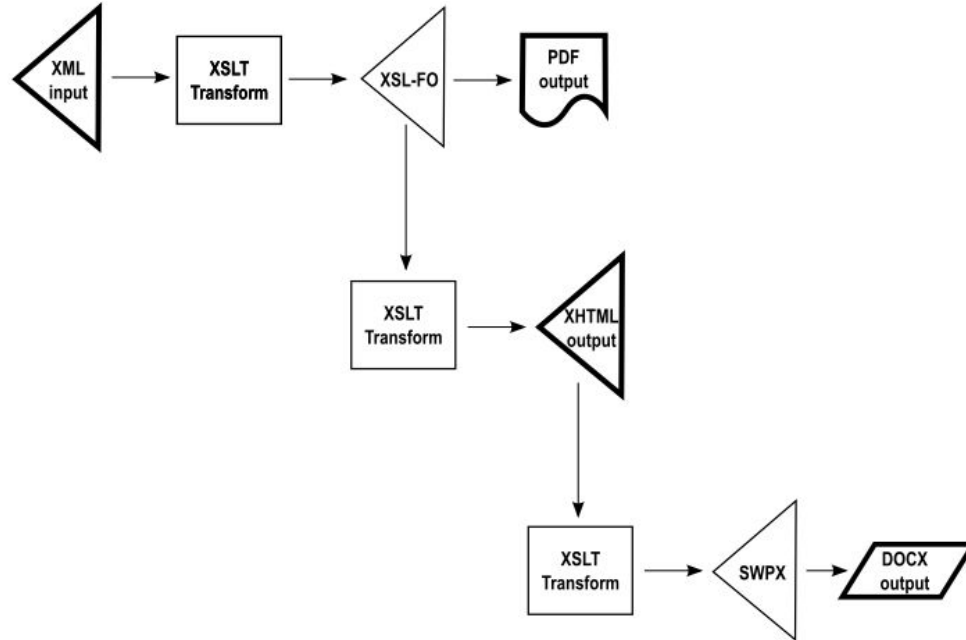 XML
input
XSLT
Transform
XSL-FO
PDF
output
XSLT
Transform
XHTML
output
XSLT
Transform
SWPX
DOCX
output